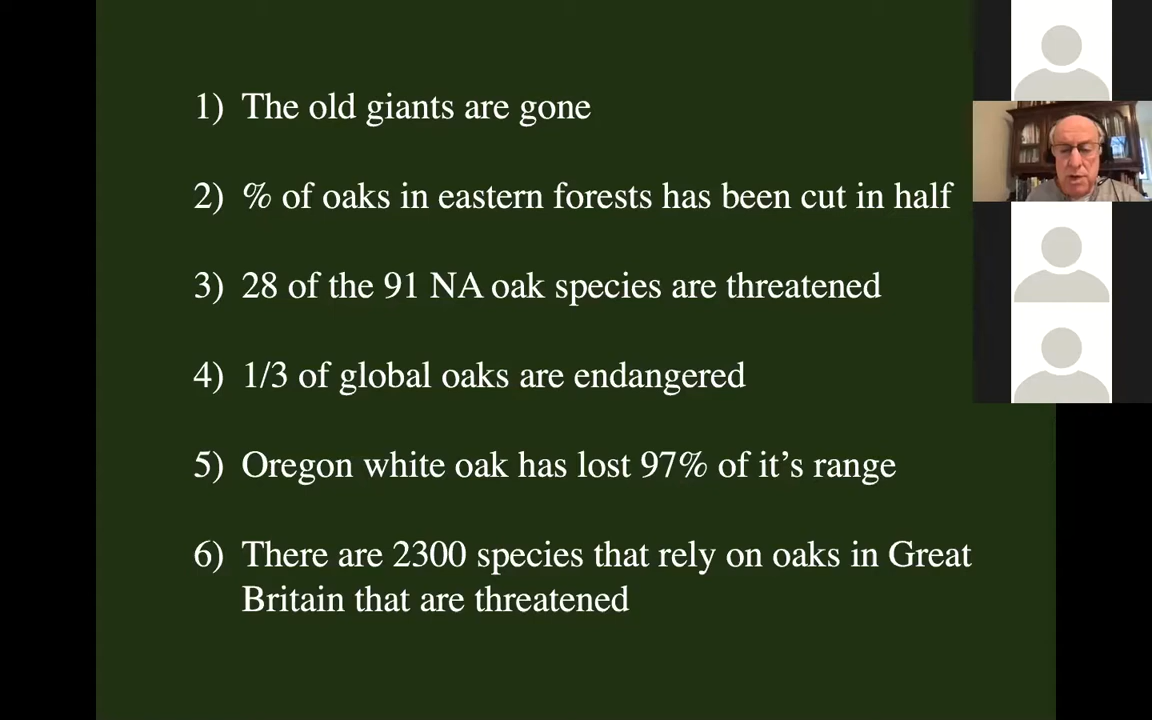 1) The old giants are gone
2) % of oaks in eastern forests has been cut in half
3) 28 of the 91 NA oak species are threatened
4) 1/3 of global oaks are endangered
5) Oregon white oak has lost 97% of it’s range
6) There are 2300 species that rely on oaks in Great
Britain that are threatened